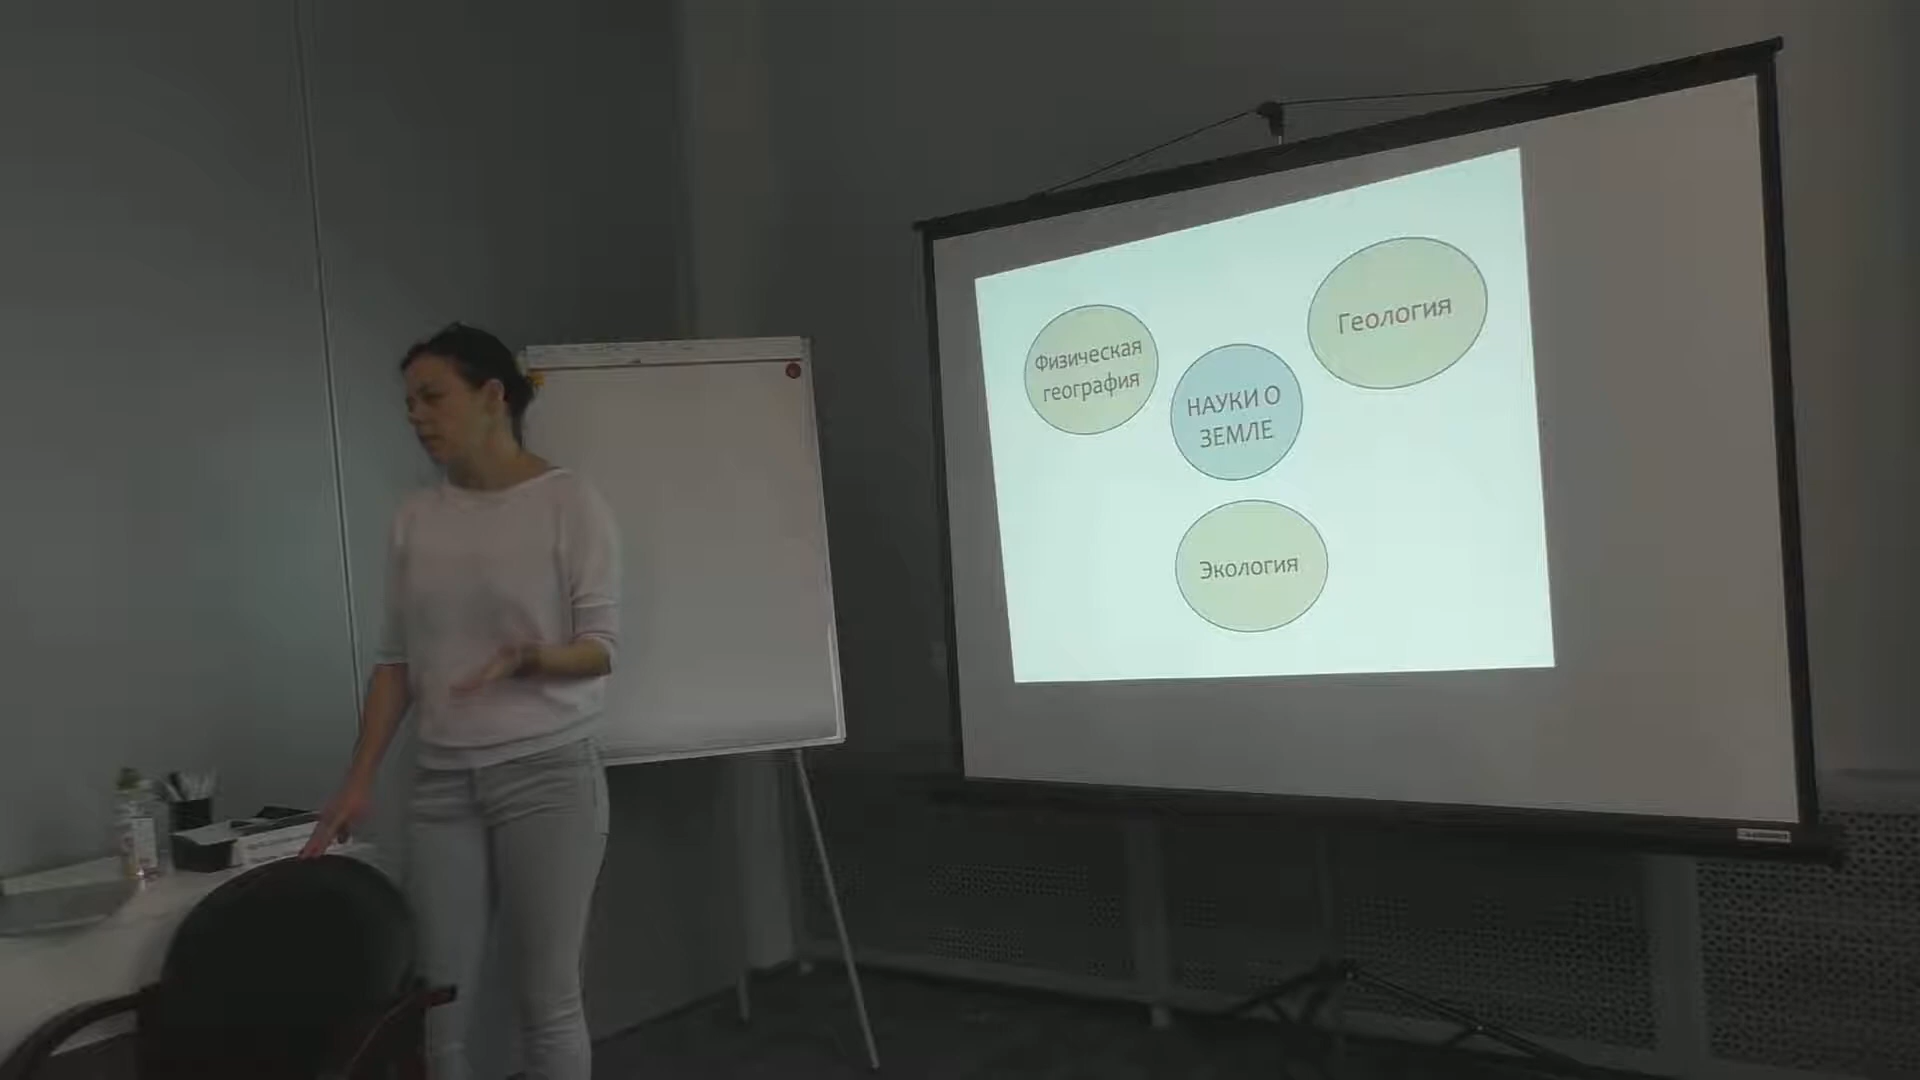 Физическая
география
НАУКИ О
ЗЕМЛЕ
Геология
Экология